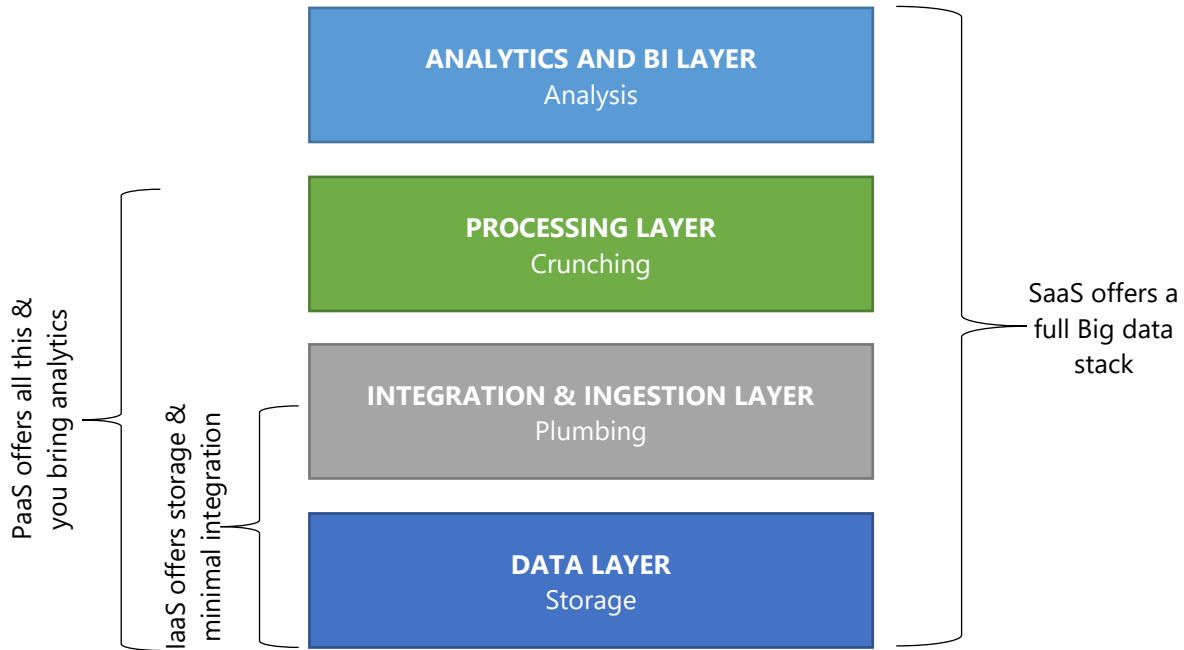 ANALYTICS AND BI LAYER
Analysis
PROCESSING LAYER
Crunching
INTEGRATION & INGESTION LAYER
Plumbing
DATA LAYER
Storage
PaaS offers all this &
you bring analytics
IaaS offers storage &
minimal integration
SaaS offers a
full Big data
stack